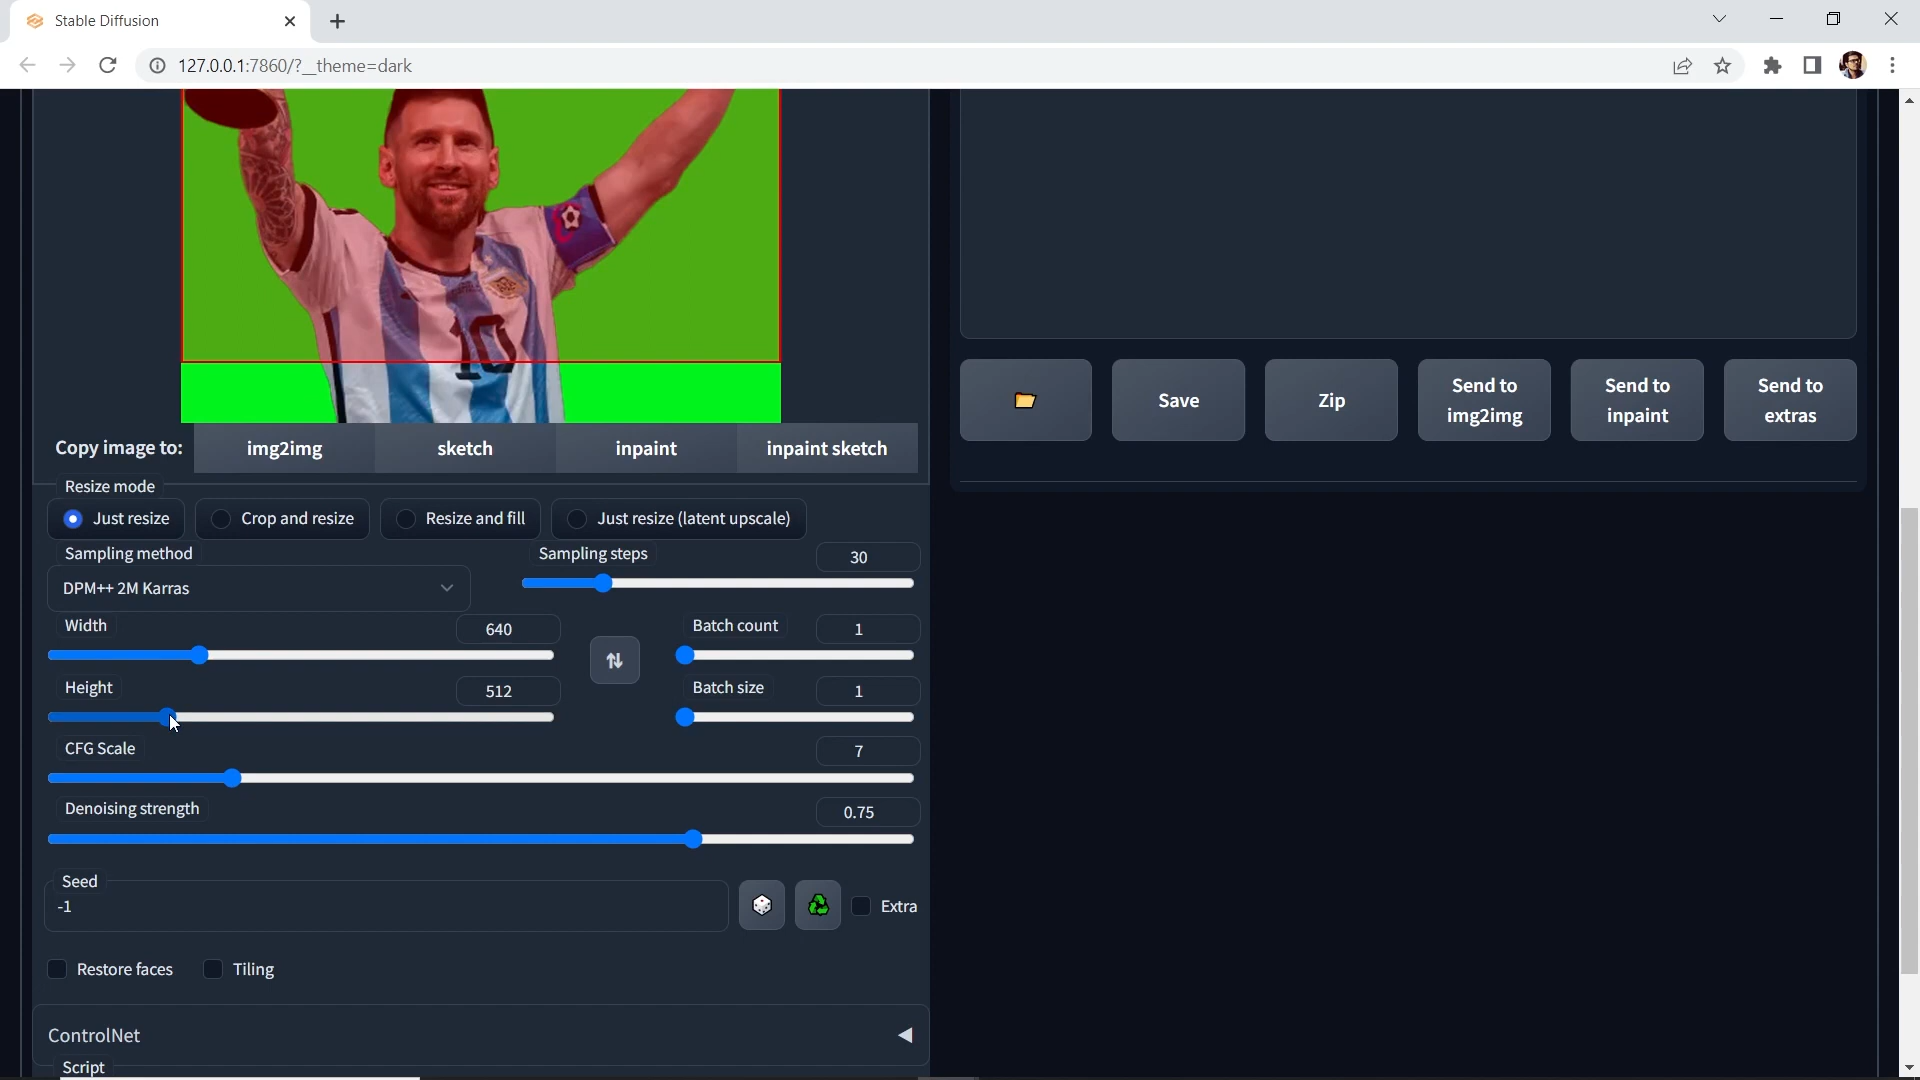 Stable Diffusion
127.0.0.1:7860/?__theme=dark
10
Copy image to: img2img sketch inpaint inpaint sketch
Save Zip Send to img2img Send to inpaint Send to extras
Resize mode
Just resize Crop and resize Resize and fill Just resize (latent upscale)
Sampling method Sampling steps 30
DPM++ 2M Karras
Width 640 Batch count 1
Height 512 Batch size 1
CFG Scale 7
Denoising strength 0.75
Seed
-1
Extra
Restore faces Tiling
ControlNet
Script